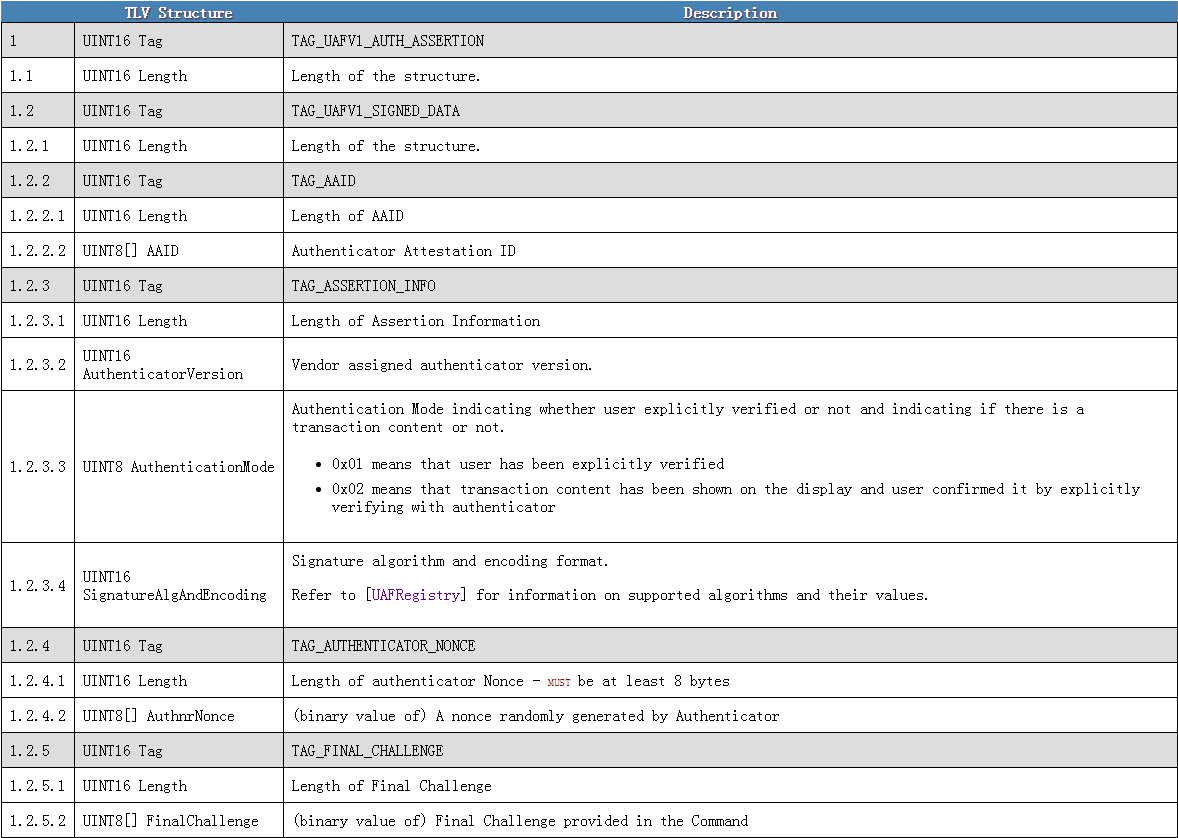 TLV Structure Description
1 UINT16 Tag TAG_UAFV1_AUTH_ASSERTION
1.1 UINT16 Length Length of the structure.
1.2 UINT16 Tag TAG_UAFV1_SIGNED_DATA
1.2.1 UINT16 Length Length of the structure.
1.2.2 UINT16 Tag TAG_AAID
1.2.2.1 UINT16 Length Length of AAID
1.2.2.2 UINT8[] AAID Authenticator Attestation ID
1.2.3 UINT16 Tag TAG_ASSERTION_INFO
1.2.3.1 UINT16 Length Length of Assertion Information
1.2.3.2 UINT16
AuthenticatorVersion Vendor assigned authenticator version.
1.2.3.3 UINT8 AuthenticationMode
Authentication Mode indicating whether user explicitly verified or not and indicating if there is a
transaction content or not.
• 0x01 means that user has been explicitly verified
• 0x02 means that transaction content has been shown on the display and user confirmed it by explicitly
verifying with authenticator
1.2.3.4 UINT16
SignatureAlgAndEncoding
Signature algorithm and encoding format.
Refer to [UAFRegistry] for information on supported algorithms and their values.
1.2.4 UINT16 Tag TAG_AUTHENTICATOR_NONCE
1.2.4.1 UINT16 Length Length of authenticator Nonce - MUST be at least 8 bytes
1.2.4.2 UINT8[] AuthnrNonce (binary value of) A nonce randomly generated by Authenticator
1.2.5 UINT16 Tag TAG_FINAL_CHALLENGE
1.2.5.1 UINT16 Length Length of Final Challenge
1.2.5.2 UINT8[] FinalChallenge (binary value of) Final Challenge provided in the Command